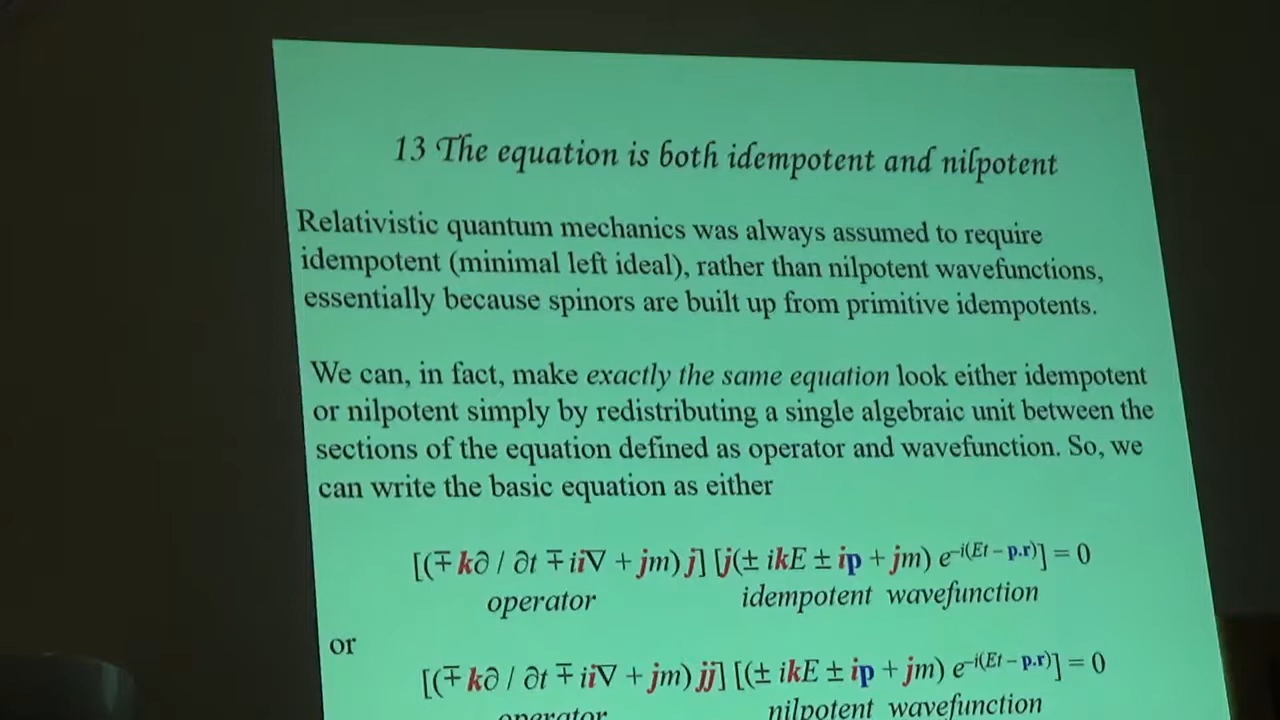 13 The equation is both idempotent and nilpotent
Relativistic quantum mechanics was always assumed to require
idempotent (minimal left ideal), rather than nilpotent wavefunctions,
essentially because spinors are built up from primitive idempotents.
We can, in fact, make exactly the same equation look either idempotent
or nilpotent simply by redistributing a single algebraic unit between the
sections of the equation defined as operator and wavefunction. So, we
can write the basic equation as either
[(∓ k∂ / ∂t ∓ ii∇ + jm) j] [j(± ikE ± ip + jm) e⁻ⁱ⁽ᴱᵗ ⁻ ᵖ·ʳ⁾] = 0
operator idempotent wavefunction
or
[(∓ k∂ / ∂t ∓ ii∇ + jm) jj] [(± ikE ± ip + jm) e⁻ⁱ⁽ᴱᵗ ⁻ ᵖ·ʳ⁾] = 0
operator nilpotent wavefunction